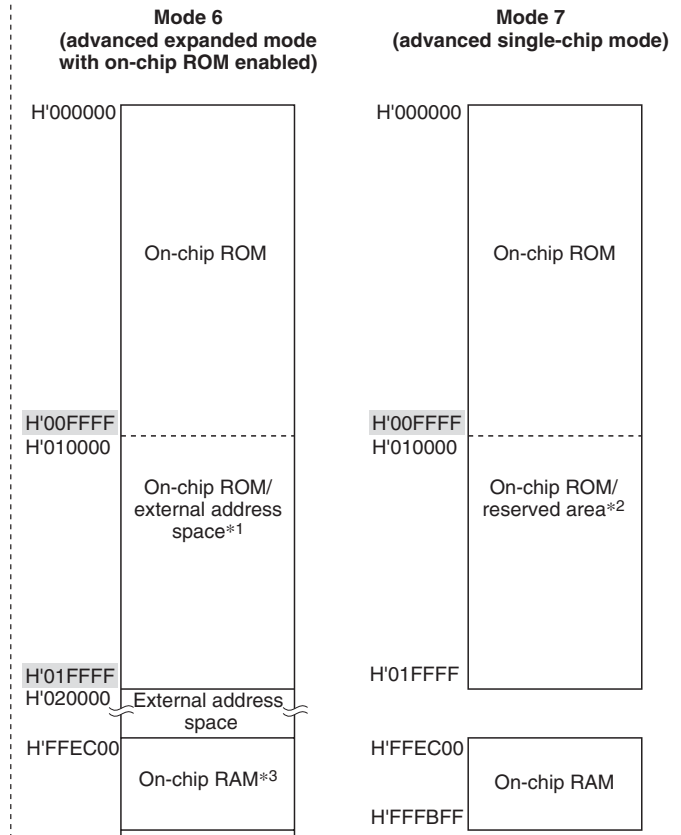 Mode 6
(advanced expanded mode
with on-chip ROM enabled)
H'000000
On-chip ROM
H'00FFFF
H'010000
On-chip ROM/
external address
space*1
H'01FFFF
H'020000
External address
space
H'FFEC00
On-chip RAM*3
Mode 7
(advanced single-chip mode)
H'000000
On-chip ROM
H'00FFFF
H'010000
On-chip ROM/
reserved area*2
H'01FFFF
H'FFEC00
On-chip RAM
H'FFFBFF